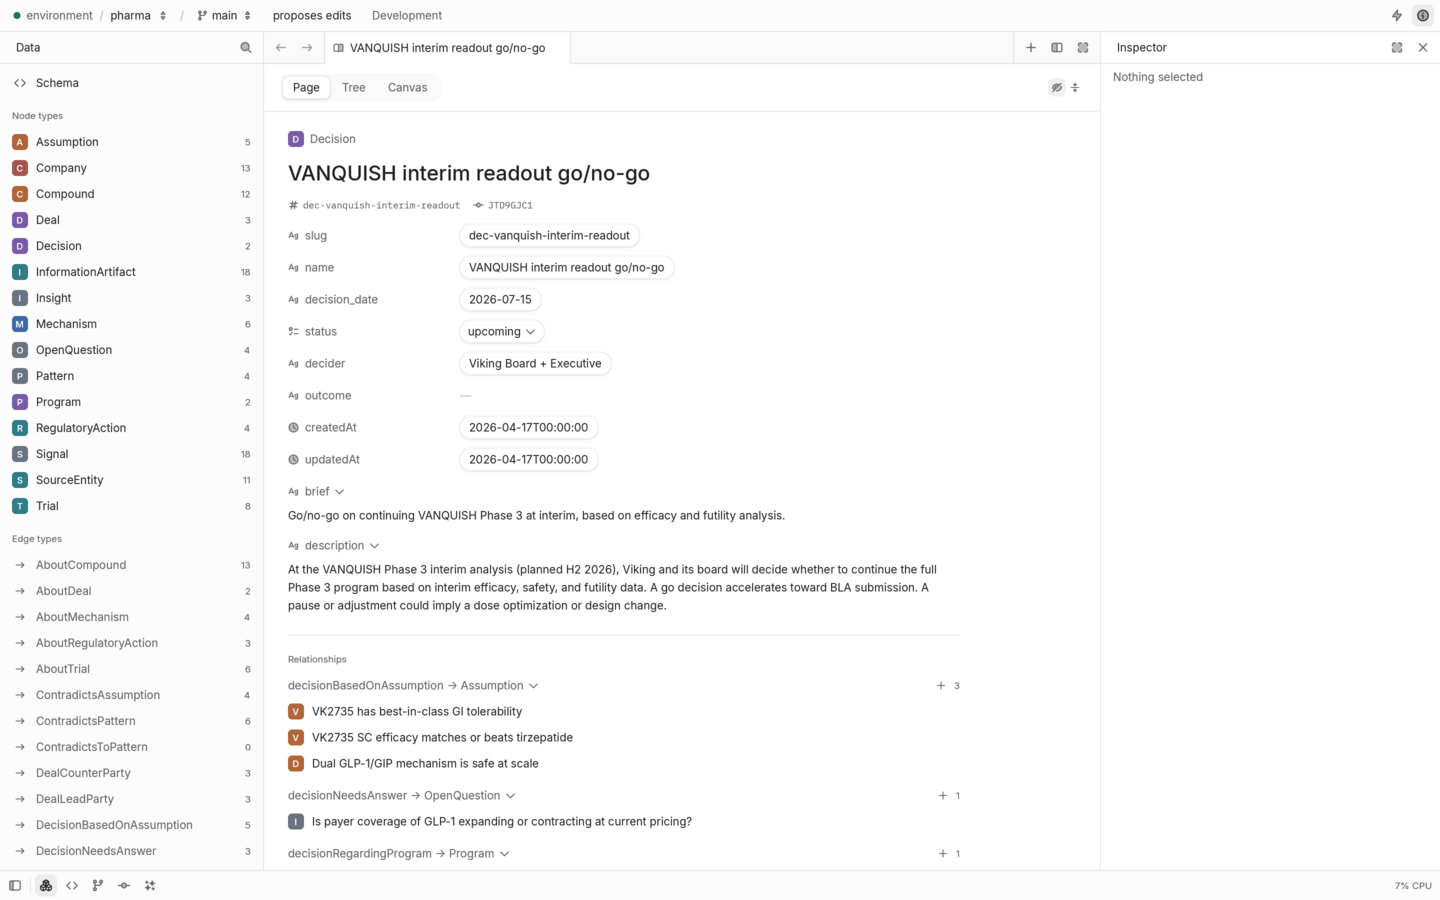 environment / pharma / main proposes edits Development
Data
VANQUISH interim readout go/no-go
Inspector
Schema
Page Tree Canvas
Nothing selected
Node types
A Assumption 5
C Company 13
C Compound 12
D Deal 3
D Decision 2
I InformationArtifact 18
I Insight 3
M Mechanism 6
O OpenQuestion 4
P Pattern 4
P Program 2
R RegulatoryAction 4
S Signal 18
S SourceEntity 11
T Trial 8
Edge types
AboutCompound 13
AboutDeal 2
AboutMechanism 4
AboutRegulatoryAction 3
AboutTrial 6
ContradictsAssumption 4
ContradictsPattern 6
ContradictsToPattern 0
DealCounterParty 3
DealLeadParty 3
DecisionBasedOnAssumption 5
DecisionNeedsAnswer 3
D Decision
VANQUISH interim readout go/no-go
# dec-vanquish-interim-readout JTD9GJC1
Ag slug dec-vanquish-interim-readout
Ag name VANQUISH interim readout go/no-go
Ag decision_date 2026-07-15
status upcoming
Ag decider Viking Board + Executive
Ag outcome —
createdAt 2026-04-17T00:00:00
updatedAt 2026-04-17T00:00:00
Ag brief
Go/no-go on continuing VANQUISH Phase 3 at interim, based on efficacy and futility analysis.
Ag description
At the VANQUISH Phase 3 interim analysis (planned H2 2026), Viking and its board will decide whether to continue the full
Phase 3 program based on interim efficacy, safety, and futility data. A go decision accelerates toward BLA submission. A
pause or adjustment could imply a dose optimization or design change.
Relationships
decisionBasedOnAssumption → Assumption + 3
V VK2735 has best-in-class GI tolerability
V VK2735 SC efficacy matches or beats tirzepatide
D Dual GLP-1/GIP mechanism is safe at scale
decisionNeedsAnswer → OpenQuestion + 1
I Is payer coverage of GLP-1 expanding or contracting at current pricing?
decisionRegardingProgram → Program + 1
7% CPU